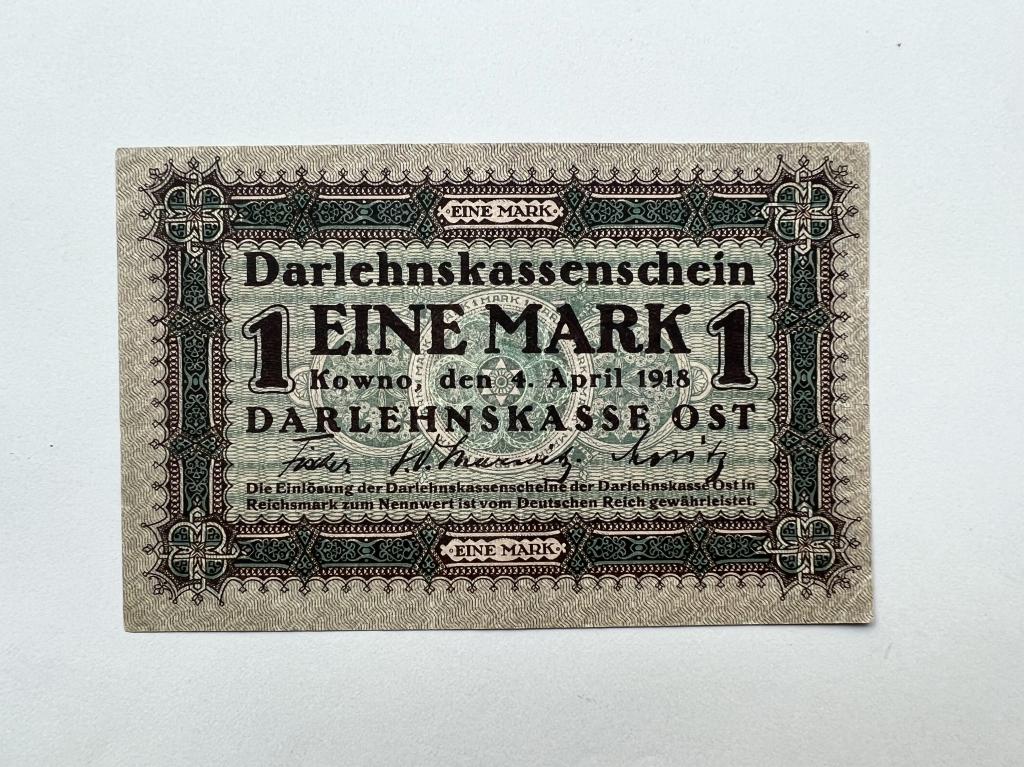 ·EINE MARK·
Darlehnskassenschein
1 EINE MARK 1
Kowno, den 4. April 1918
DARLEHNSKASSE OST
Fischer
Die Einlösung der Darlehnskassenscheine der Darlehnskasse Ost in
Reichsmark zum Nennwert ist vom Deutschen Reich gewährleistet.
·EINE MARK·